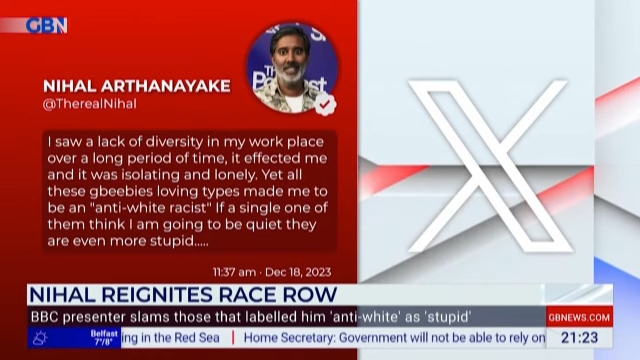 GBN
NIHAL ARTHANAYAKE
@TherealNihal
I saw a lack of diversity in my work place
over a long period of time, it effected me
and it was isolating and lonely. Yet all
these gbeebies loving types made me to
be an "anti-white racist" If a single one of
them think I am going to be quiet they
are even more stupid.....
11:37 am · Dec 18, 2023
NIHAL REIGNITES RACE ROW
BBC presenter slams those that labelled him 'anti-white' as 'stupid'
GBNEWS.COM
Belfast
7°/8°
ing in the Red Sea | Home Secretary: Government will not be able to rely on
21:23